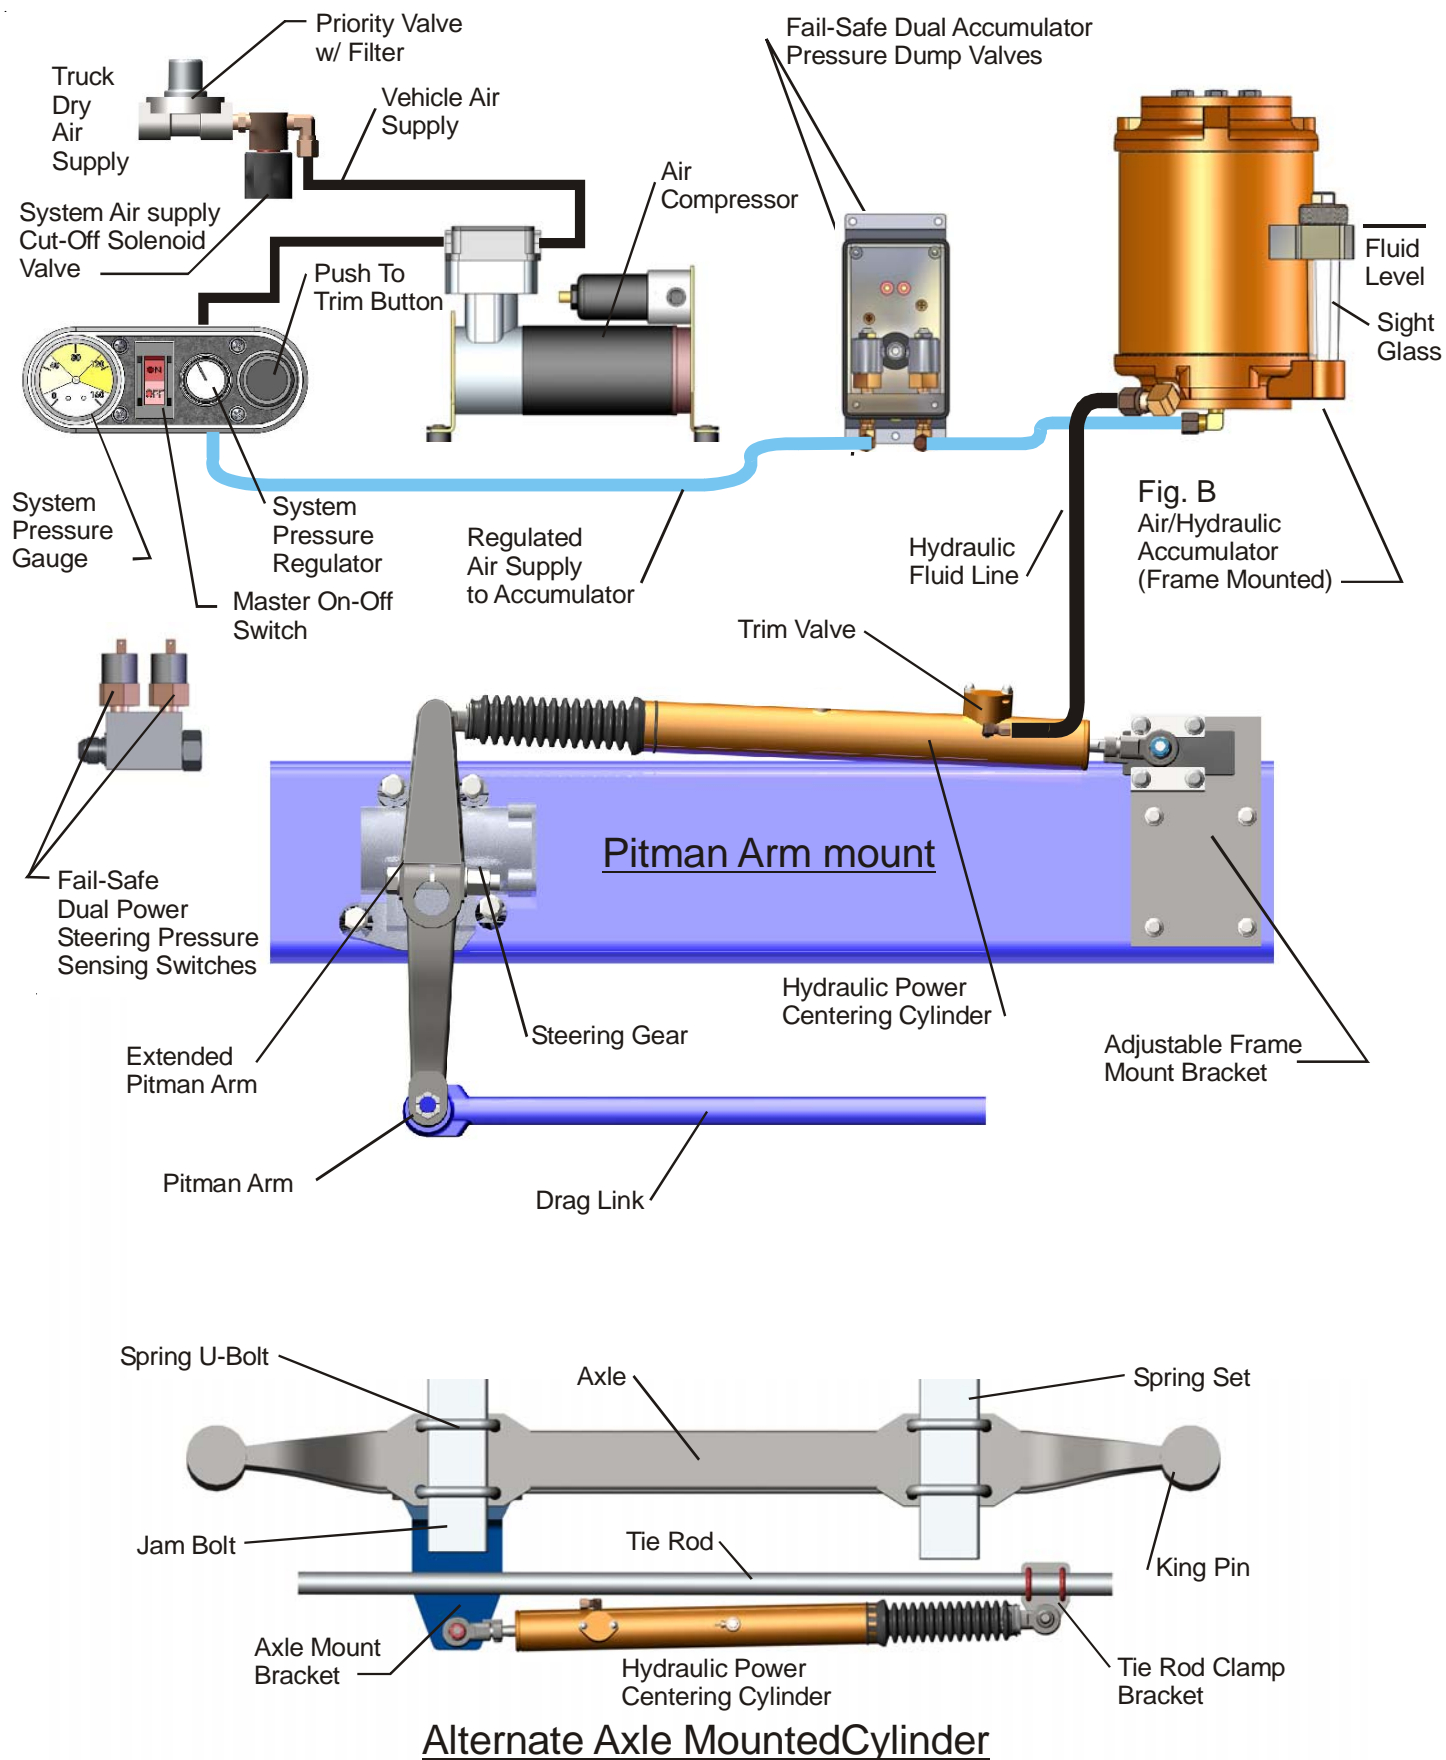 Priority Valve
w/ Filter
Fail-Safe Dual Accumulator
Pressure Dump Valves
Truck
Dry
Air
Supply
Vehicle Air
Supply
Air
Compressor
System Air supply
Cut-Off Solenoid
Valve
Push To
Trim Button
Fluid
Level
Sight
Glass
ON
OFF
0
80
160
System
Pressure
Gauge
System
Pressure
Regulator
Master On-Off
Switch
Regulated
Air Supply
to Accumulator
Hydraulic
Fluid Line
Fig. B
Air/Hydraulic
Accumulator
(Frame Mounted)
Trim Valve
Pitman Arm mount
Fail-Safe
Dual Power
Steering Pressure
Sensing Switches
Hydraulic Power
Centering Cylinder
Steering Gear
Extended
Pitman Arm
Adjustable Frame
Mount Bracket
Pitman Arm
Drag Link
Spring U-Bolt
Axle
Spring Set
Jam Bolt
Tie Rod
King Pin
Axle Mount
Bracket
Hydraulic Power
Centering Cylinder
Tie Rod Clamp
Bracket
Alternate Axle MountedCylinder